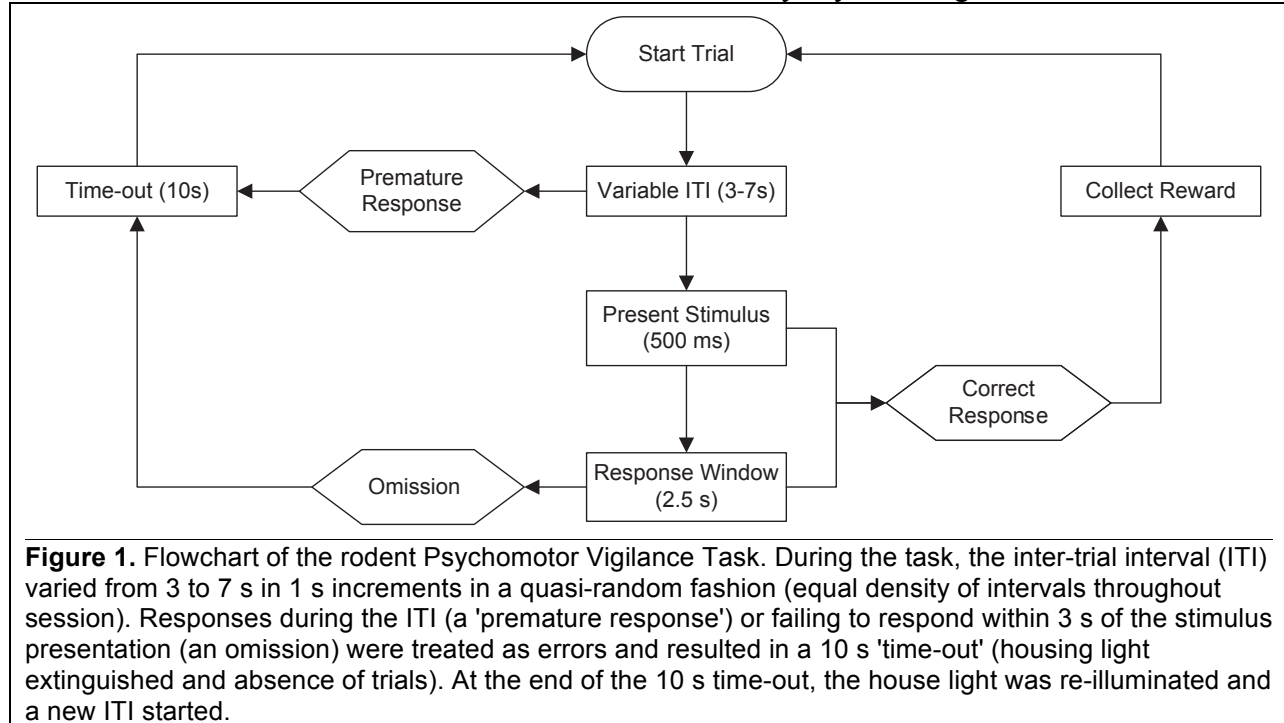 Start Trial
Time-out (10s)
Premature
Response
Variable ITI (3-7s)
Collect Reward
Present Stimulus
(500 ms)
Correct
Response
Omission
Response Window
(2.5 s)
Figure 1. Flowchart of the rodent Psychomotor Vigilance Task. During the task, the inter-trial interval (ITI)
varied from 3 to 7 s in 1 s increments in a quasi-random fashion (equal density of intervals throughout
session). Responses during the ITI (a 'premature response') or failing to respond within 3 s of the stimulus
presentation (an omission) were treated as errors and resulted in a 10 s 'time-out' (housing light
extinguished and absence of trials). At the end of the 10 s time-out, the house light was re-illuminated and
a new ITI started.